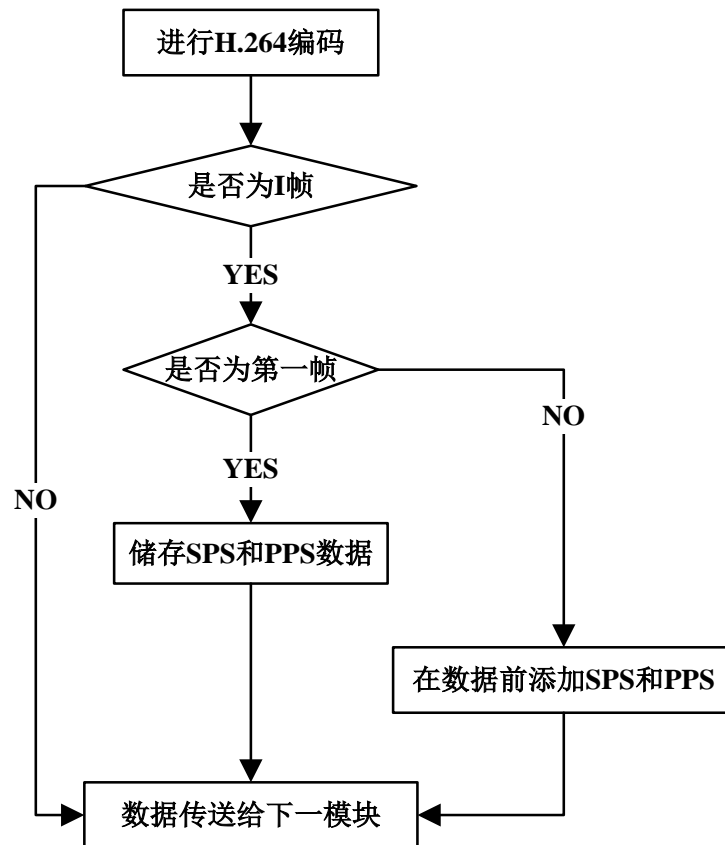 进行H.264编码
是否为I帧
YES
是否为第一帧
NO
YES
NO
储存SPS和PPS数据
在数据前添加SPS和PPS
数据传送给下一模块